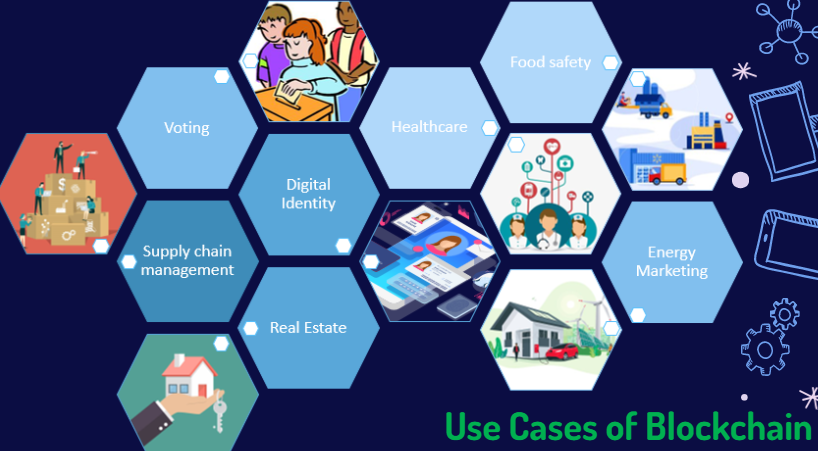 Food safety
Voting
Healthcare
Digital
Identity
Supply chain
management
Energy
Marketing
Real Estate
Use Cases of Blockchain